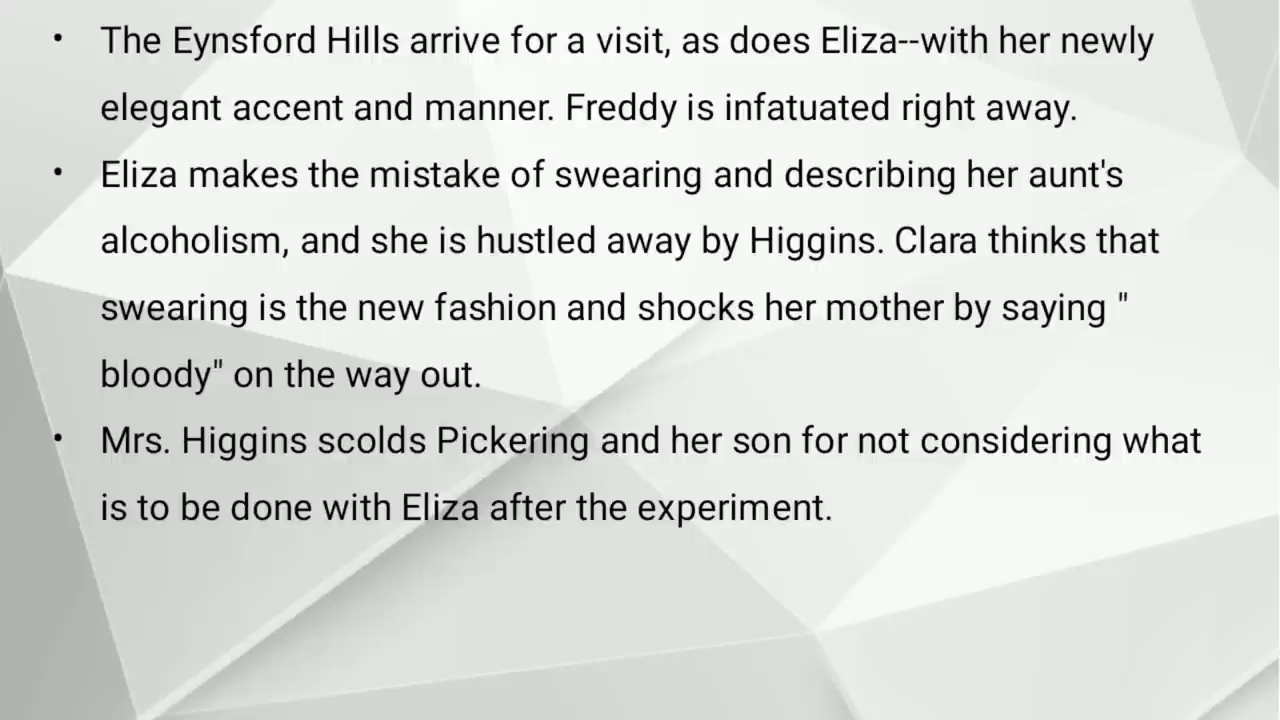 • The Eynsford Hills arrive for a visit, as does Eliza--with her newly
elegant accent and manner. Freddy is infatuated right away.
• Eliza makes the mistake of swearing and describing her aunt's
alcoholism, and she is hustled away by Higgins. Clara thinks that
swearing is the new fashion and shocks her mother by saying "
bloody" on the way out.
• Mrs. Higgins scolds Pickering and her son for not considering what
is to be done with Eliza after the experiment.